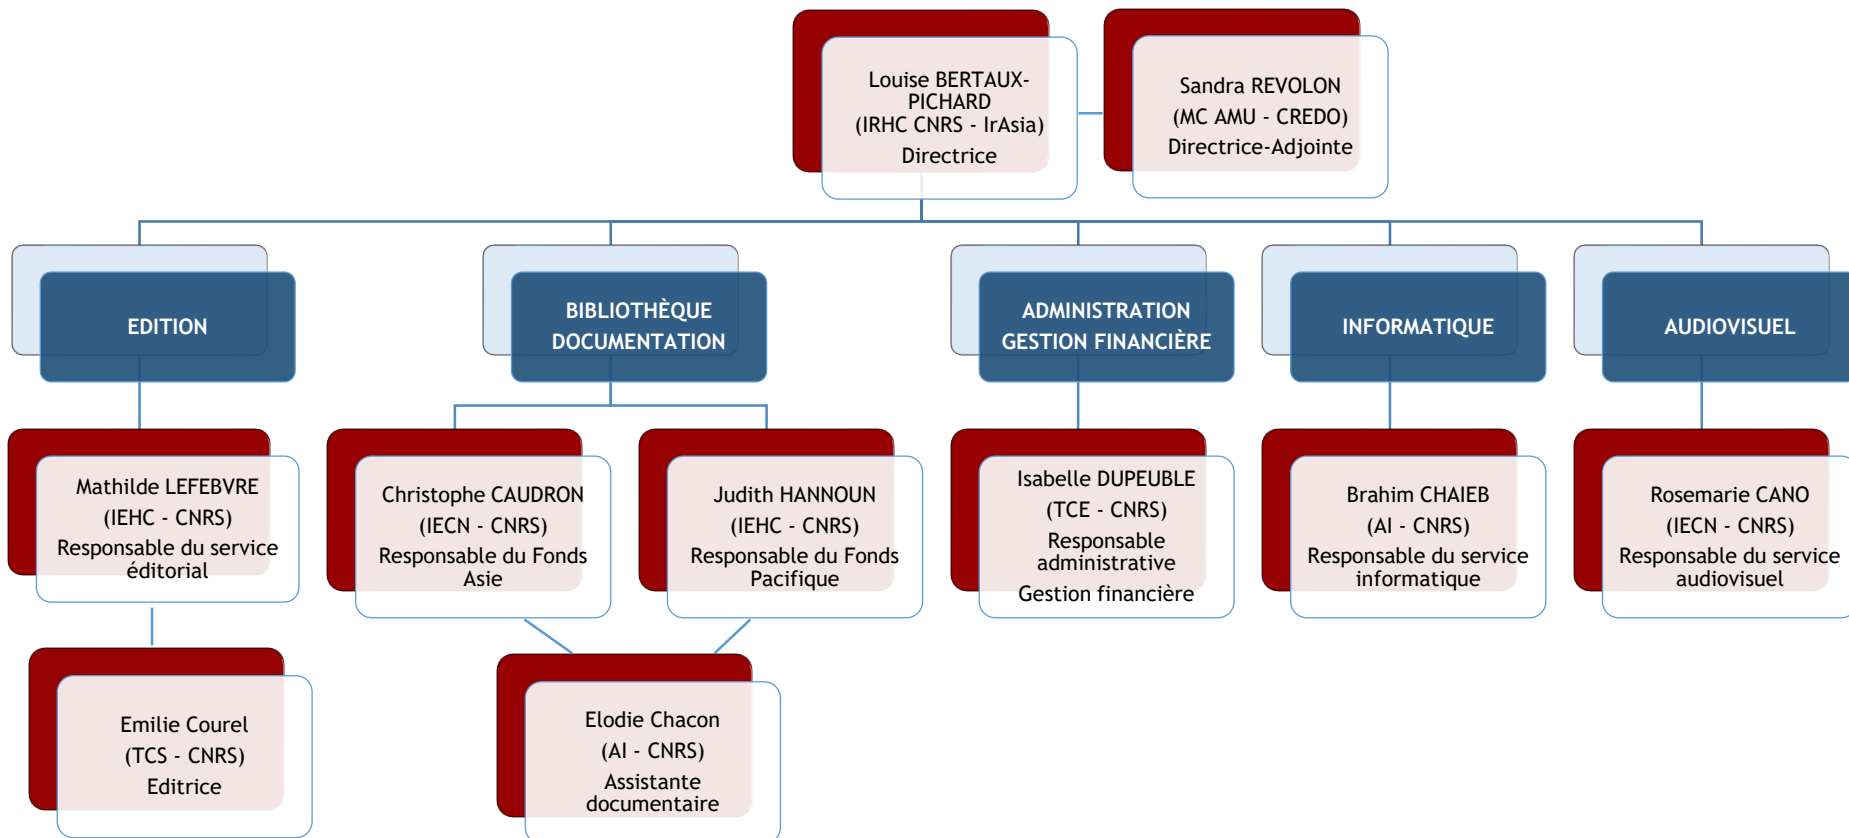 Louise BERTAUX-
PICHARD
(IRHC CNRS - IrAsia)
Directrice
Sandra REVOLON
(MC AMU - CREDO)
Directrice-Adjointe
EDITION
BIBLIOTHÈQUE
DOCUMENTATION
ADMINISTRATION
GESTION FINANCIÈRE
INFORMATIQUE
AUDIOVISUEL
Mathilde LEFEBVRE
(IEHC - CNRS)
Responsable du service
éditorial
Christophe CAUDRON
(IECN - CNRS)
Responsable du Fonds
Asie
Judith HANNOUN
(IEHC - CNRS)
Responsable du Fonds
Pacifique
Isabelle DUPEUBLE
(TCE - CNRS)
Responsable
administrative
Gestion financière
Brahim CHAIEB
(AI - CNRS)
Responsable du service
informatique
Rosemarie CANO
(IECN - CNRS)
Responsable du service
audiovisuel
Emilie Courel
(TCS - CNRS)
Editrice
Elodie Chacon
(AI - CNRS)
Assistante
documentaire